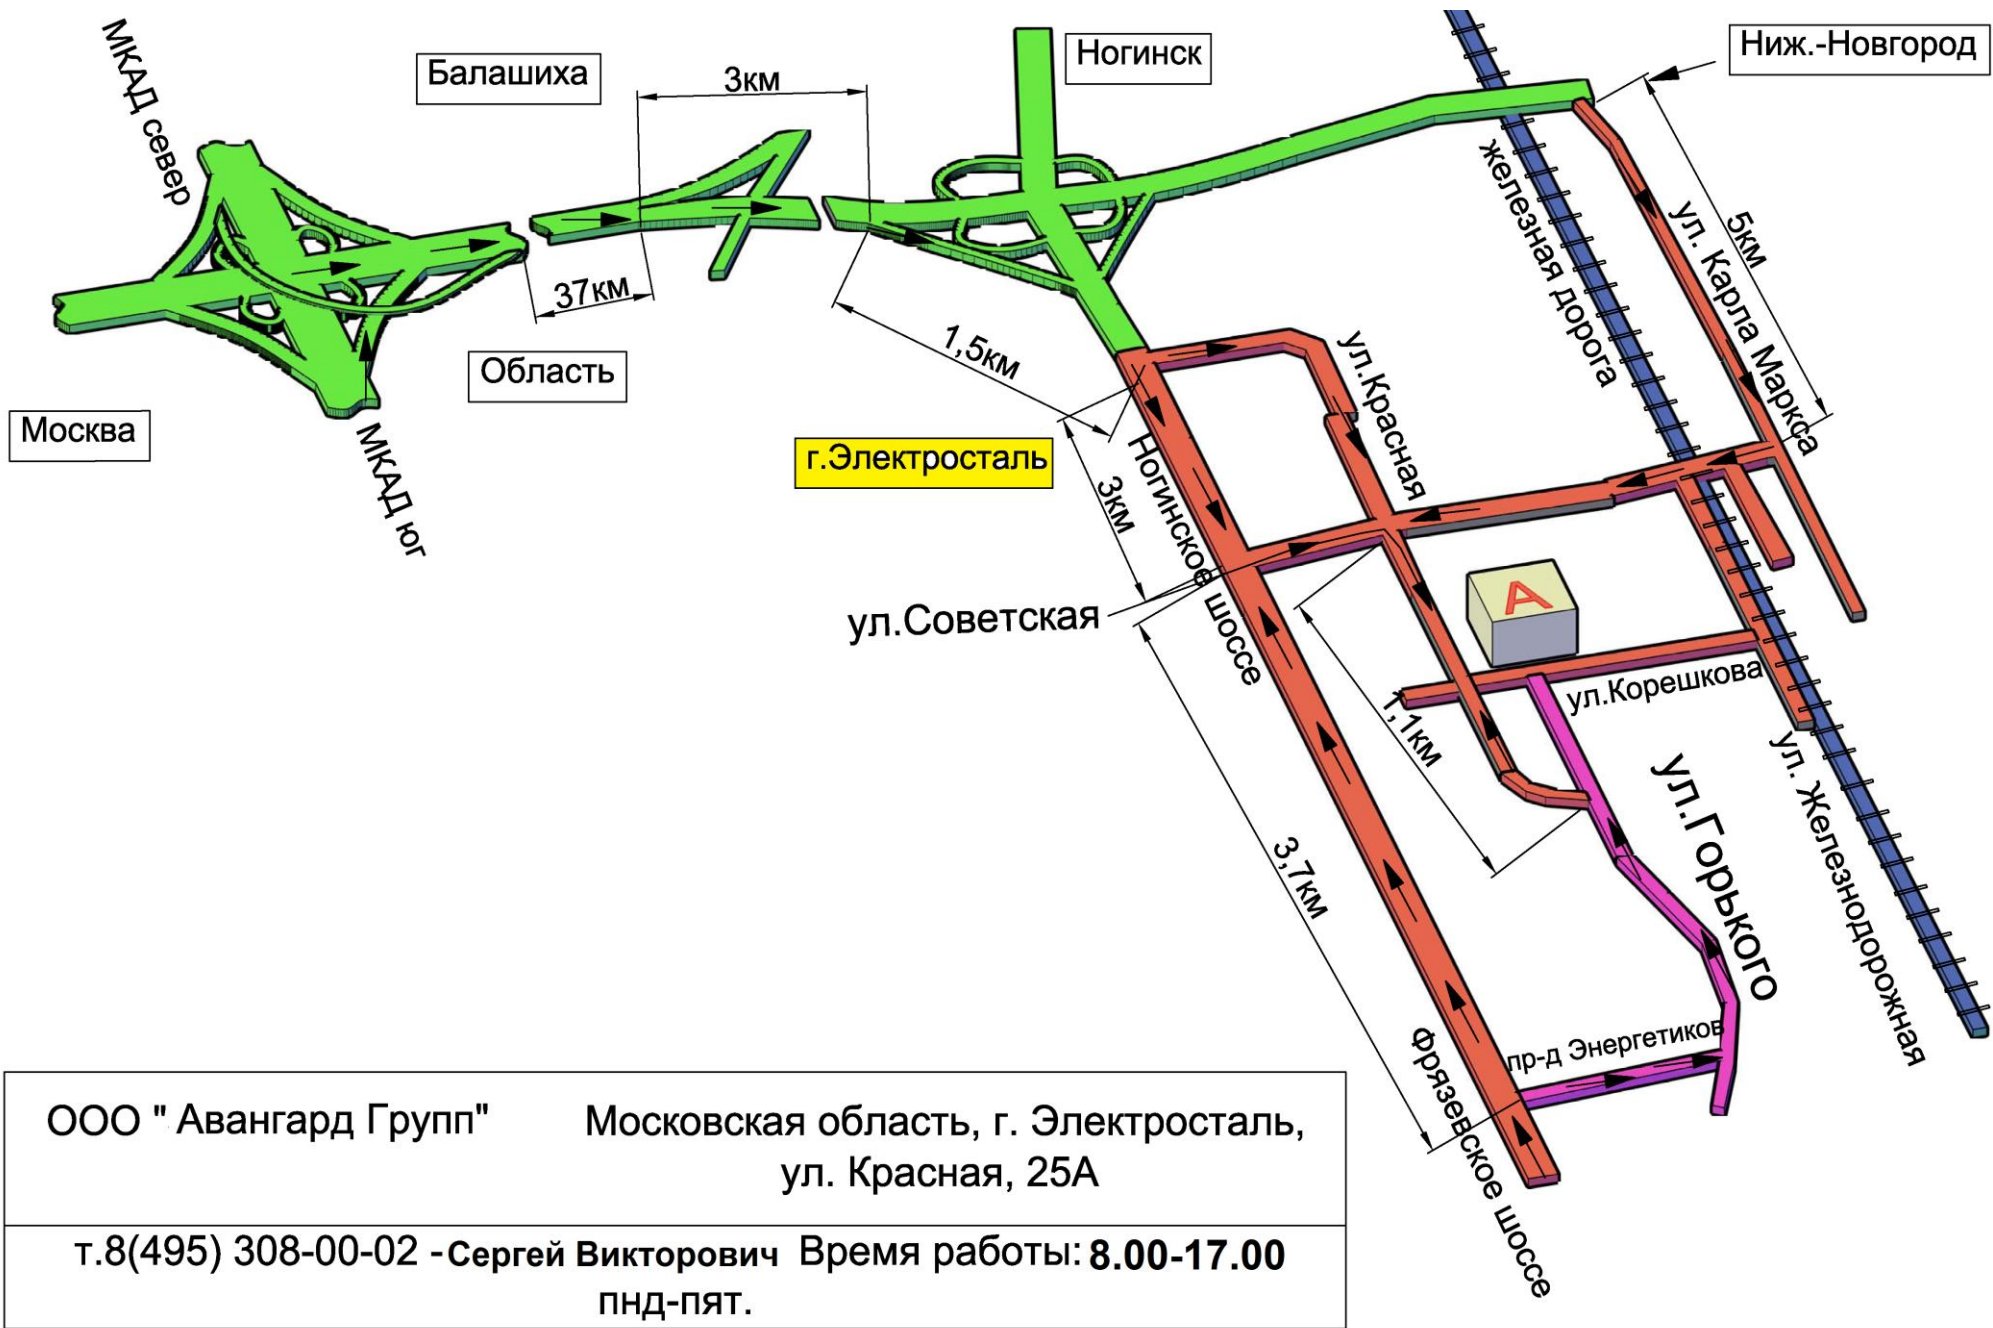 МКАД север
Балашиха
3км
Ногинск
Ниж.-Новгород
железная дорога
ул. Карла Маркса
5км
37км
1,5км
Область
ул.Красная
Москва
МКАД юг
г.Электросталь
3км
Ногинское шоссе
А
ул.Советская
ул.Корешкова
1,1км
ул.Горького
ул. Железнодорожная
3,7км
пр-д Энергетиков
Фрязевское шоссе
ООО " Авангард Групп" Московская область, г. Электросталь,
ул. Красная, 25А
т.8(495) 308-00-02 -Сергей Викторович Время работы: 8.00-17.00
пнд-пят.